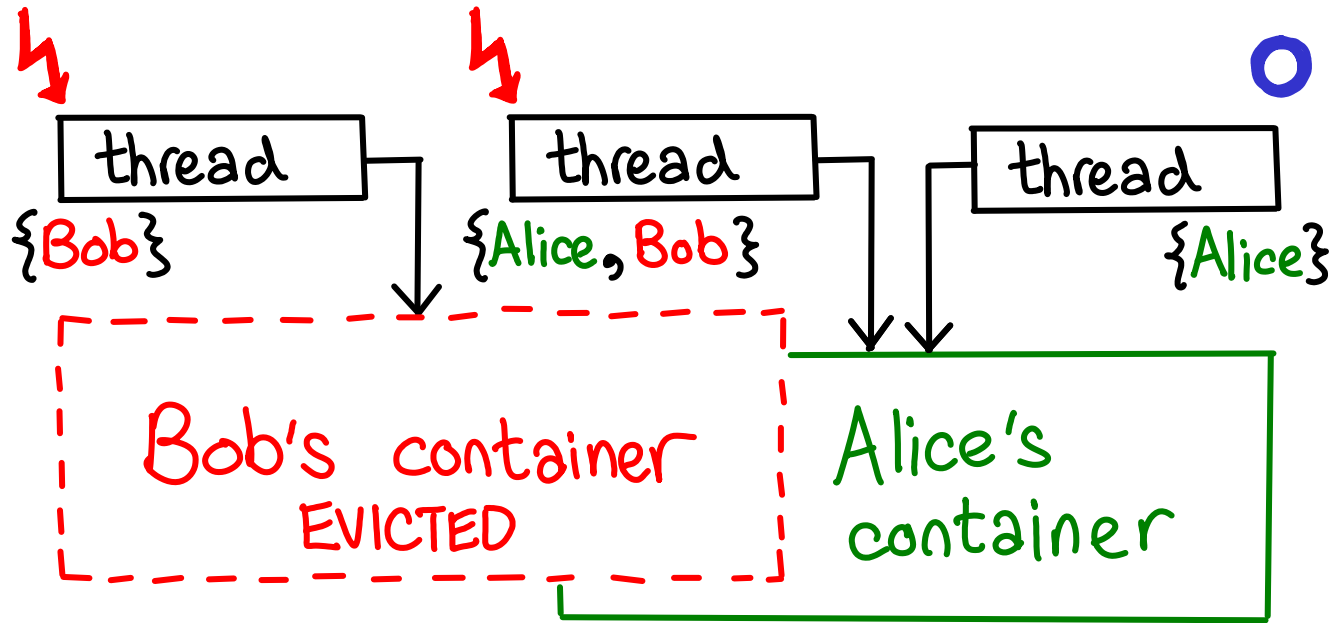 thread
thread
thread
{Bob}
{Alice, Bob}
{Alice}
Bob's container
EVICTED
Alice's
container